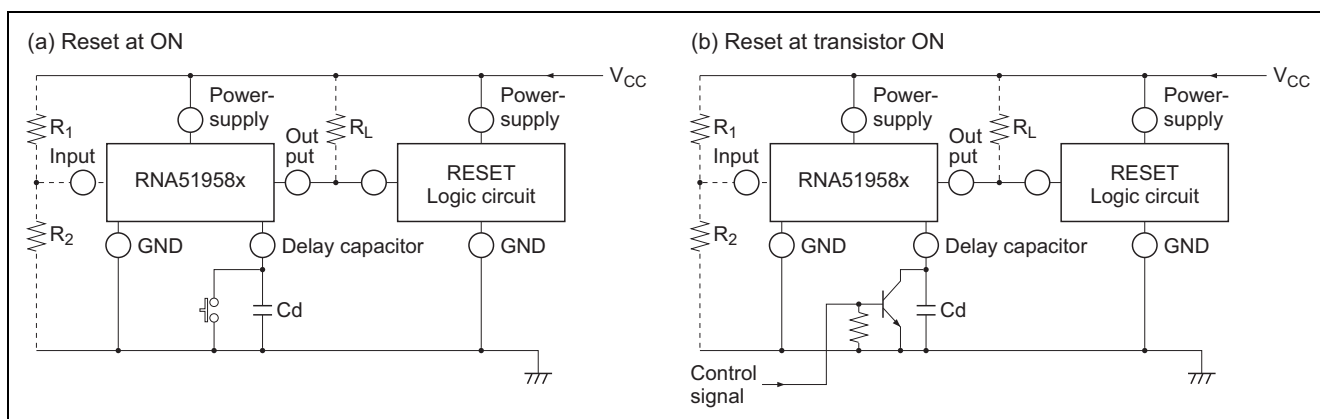 (a) Reset at ON
V_CC
Power-
supply
Power-
supply
R_1
Out
put
R_L
Input
RNA51958x
RESET
Logic circuit
R_2
GND
Delay capacitor
GND
Cd
(b) Reset at transistor ON
V_CC
Power-
supply
Power-
supply
R_1
Out
put
R_L
Input
RNA51958x
RESET
Logic circuit
R_2
GND
Delay capacitor
GND
Cd
Control
signal